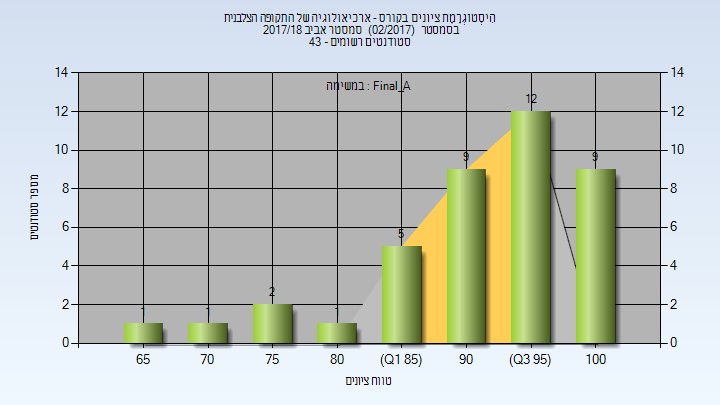 היסטוגרמת ציונים בקורס - ארכיאולוגיה של התקופה הצלבנית
בסמסטר (02/2017) סמסטר אביב 2017/18
סטודנטים רשומים - 43
במשימה : Final_A
מספר סטודנטים
14 14
12 12
10 10
8 8
6 6
4 4
2 2
0 0
1 1 2 1 5 9 12 9
65 70 75 80 (Q1 85) 90 (Q3 95) 100
טווח ציונים